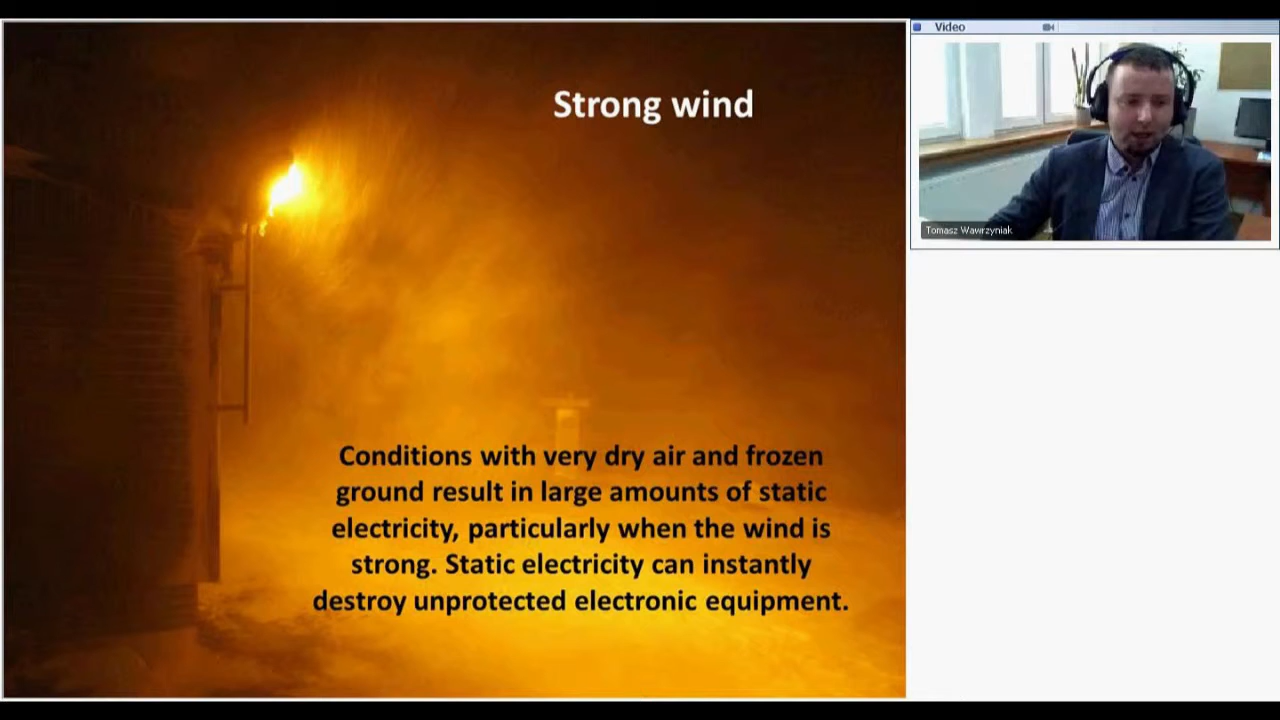 Strong wind
Conditions with very dry air and frozen
ground result in large amounts of static
electricity, particularly when the wind is
strong. Static electricity can instantly
destroy unprotected electronic equipment.
Video
Tomasz Wawrzyniak